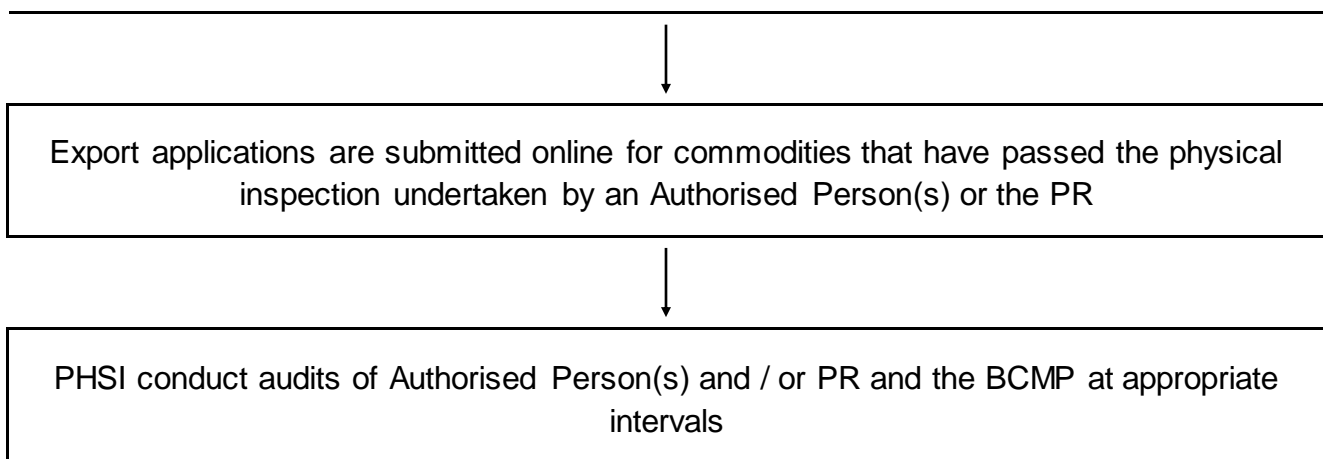 Export applications are submitted online for commodities that have passed the physical
inspection undertaken by an Authorised Person(s) or the PR
PHSI conduct audits of Authorised Person(s) and / or PR and the BCMP at appropriate
intervals